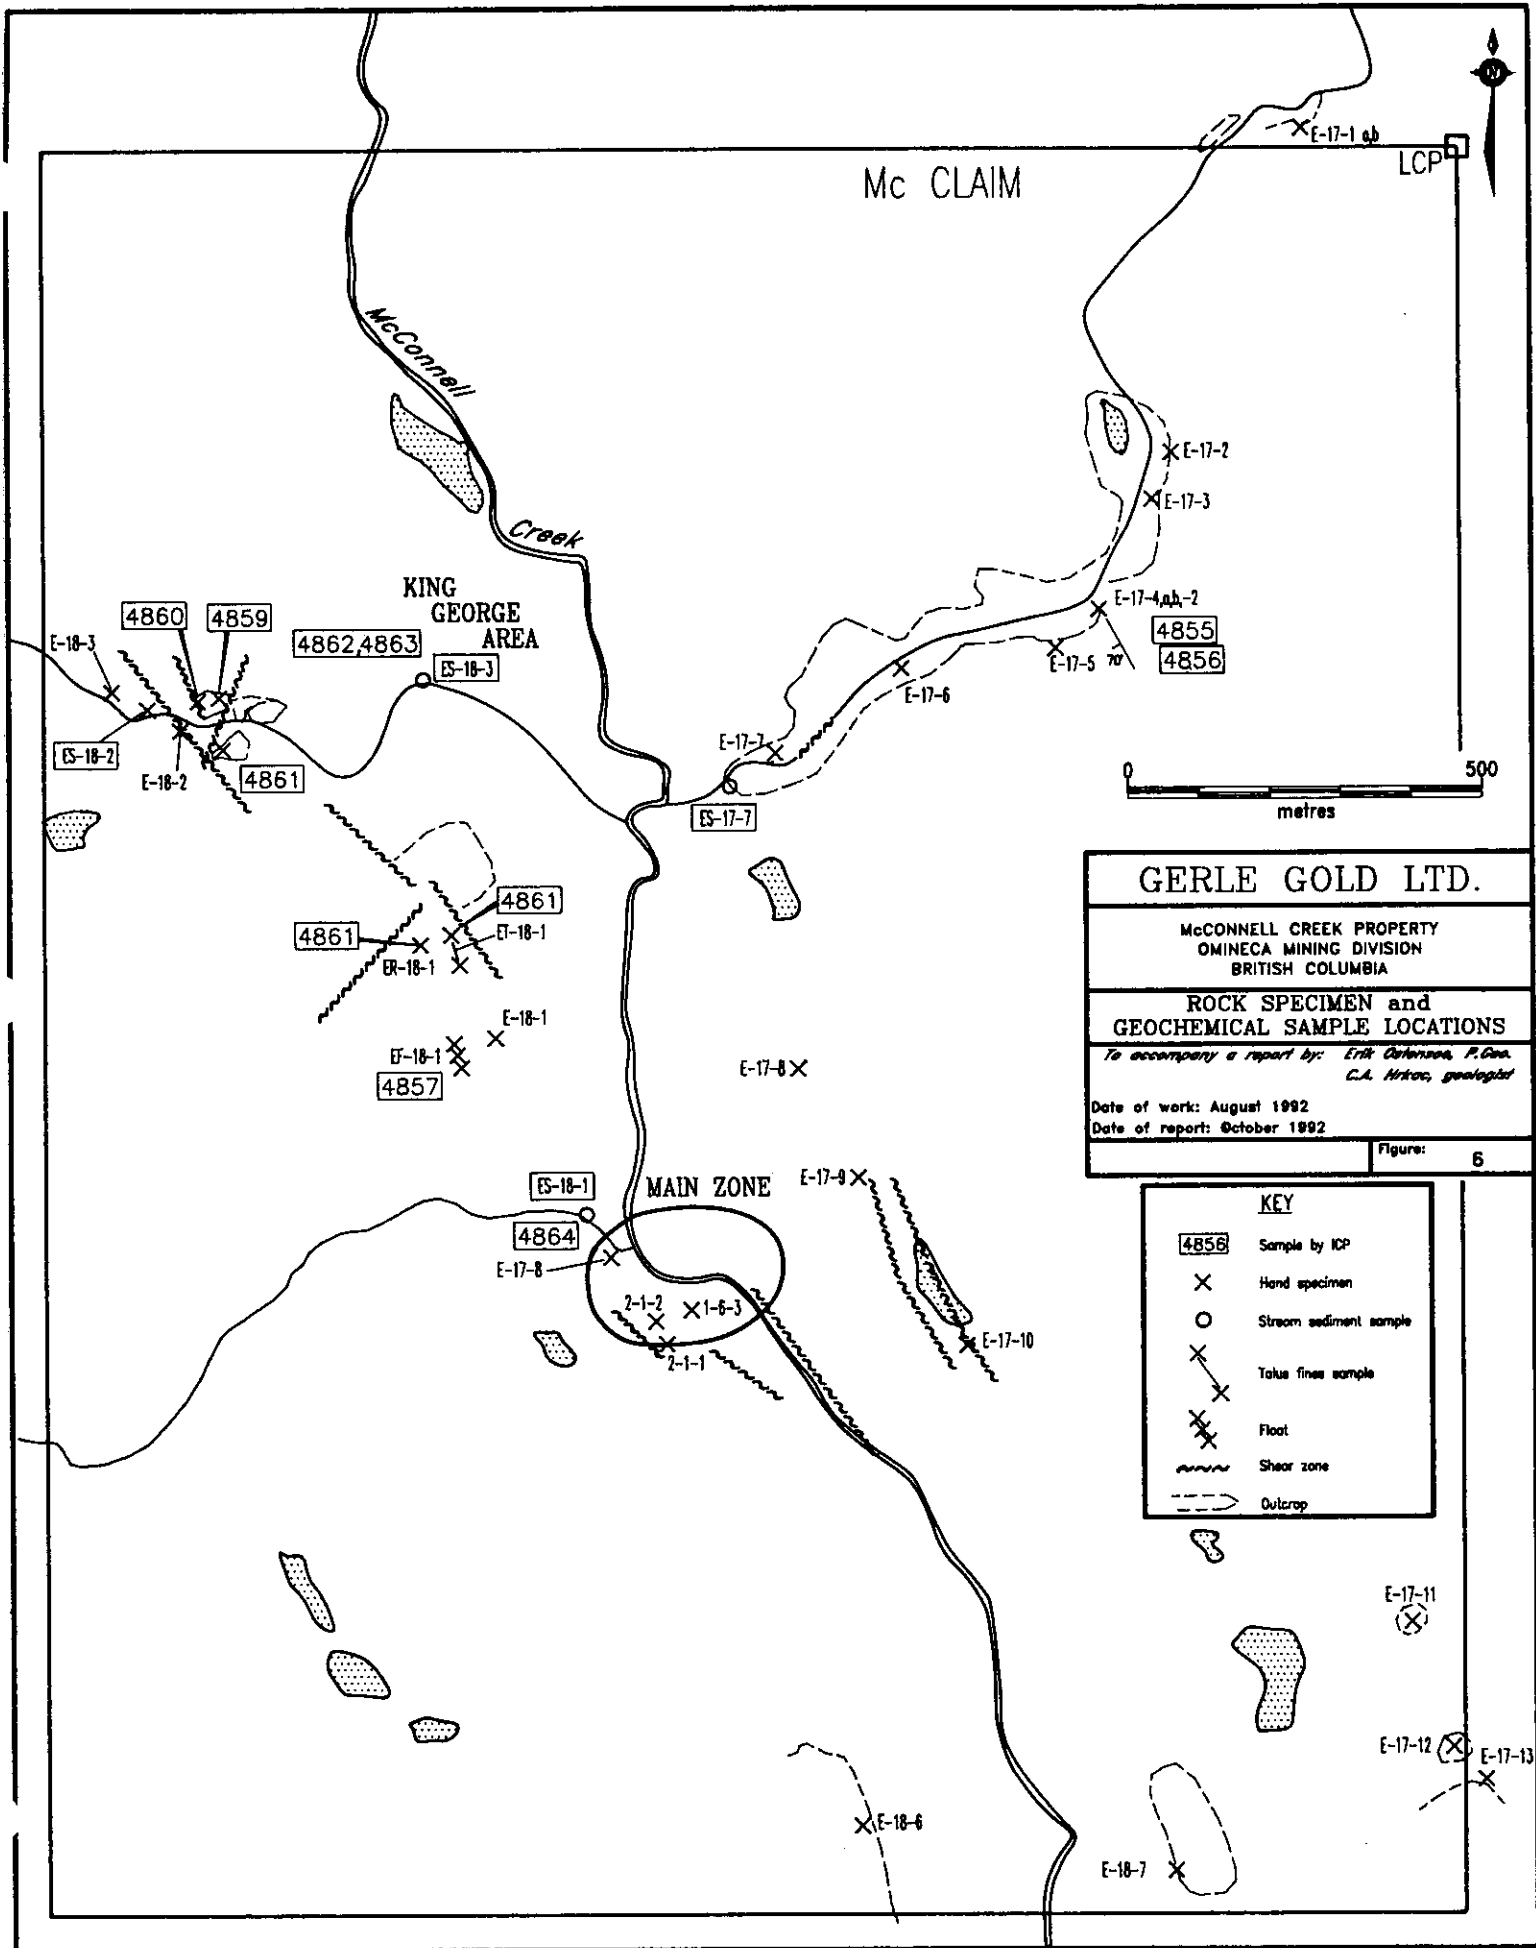 E-17-1 a,b
LCP
Mc CLAIM
McConnell
Creek
E-17-2
E-17-3
KING
GEORGE
AREA
4860
4859
4862,4863
E-18-3
ES-18-3
E-17-4,a,b,-2
4855
4856
70°
E-17-5
E-17-6
E-17-7
ES-18-2
E-18-2
4861
ES-17-7
0
500
metres
GERLE GOLD LTD.
McCONNELL CREEK PROPERTY
OMINECA MINING DIVISION
BRITISH COLUMBIA
ROCK SPECIMEN and
GEOCHEMICAL SAMPLE LOCATIONS
To accompany a report by: Erik Ostensoe, P.Geo.
C.A. Hrkac, geologist
Date of work: August 1992
Date of report: October 1992
Figure: 6
4861
4861
ET-18-1
ER-18-1
E-18-1
EF-18-1
4857
E-17-8
ES-18-1
MAIN ZONE
E-17-9
4864
E-17-8
2-1-2
1-6-3
2-1-1
E-17-10
KEY
4856 Sample by ICP
Hand specimen
Stream sediment sample
Talus fines sample
Float
Shear zone
Outcrop
E-17-11
E-17-12
E-17-13
E-18-6
E-18-7